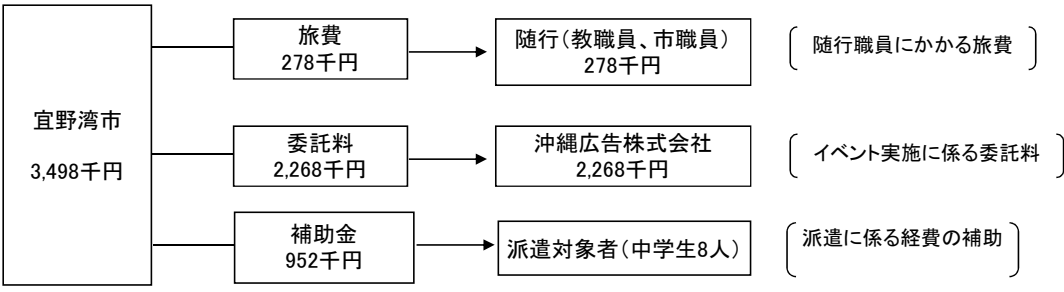 宜野湾市
3,498千円
旅費
278千円
随行(教職員、市職員)
278千円
随行職員にかかる旅費
委託料
2,268千円
沖縄広告株式会社
2,268千円
イベント実施に係る委託料
補助金
952千円
派遣対象者(中学生8人)
派遣に係る経費の補助